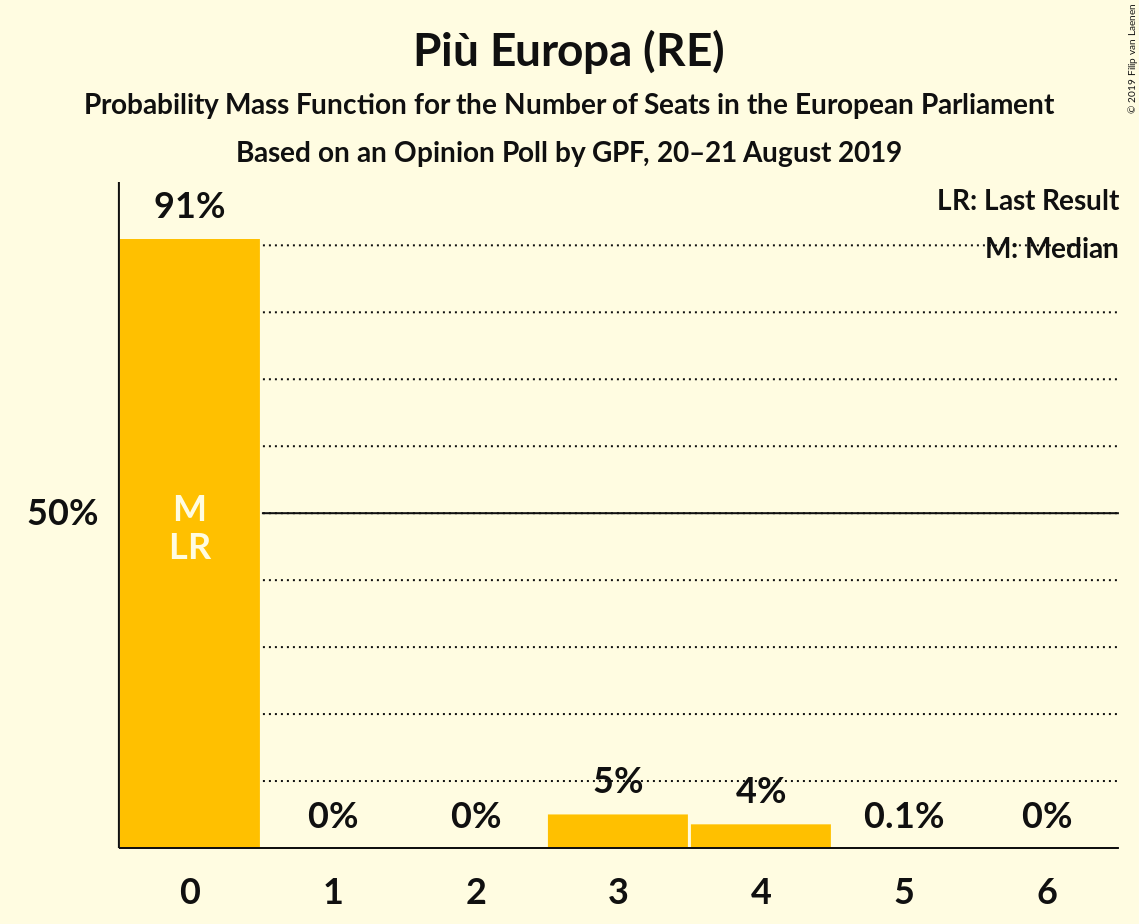 Più Europa (RE)
Probability Mass Function for the Number of Seats in the European Parliament
Based on an Opinion Poll by GPF, 20–21 August 2019
© 2019 Filip van Laenen
LR: Last Result
M: Median
91%
50%
M
LR
0%
0%
5%
4%
0.1%
0%
0
1
2
3
4
5
6